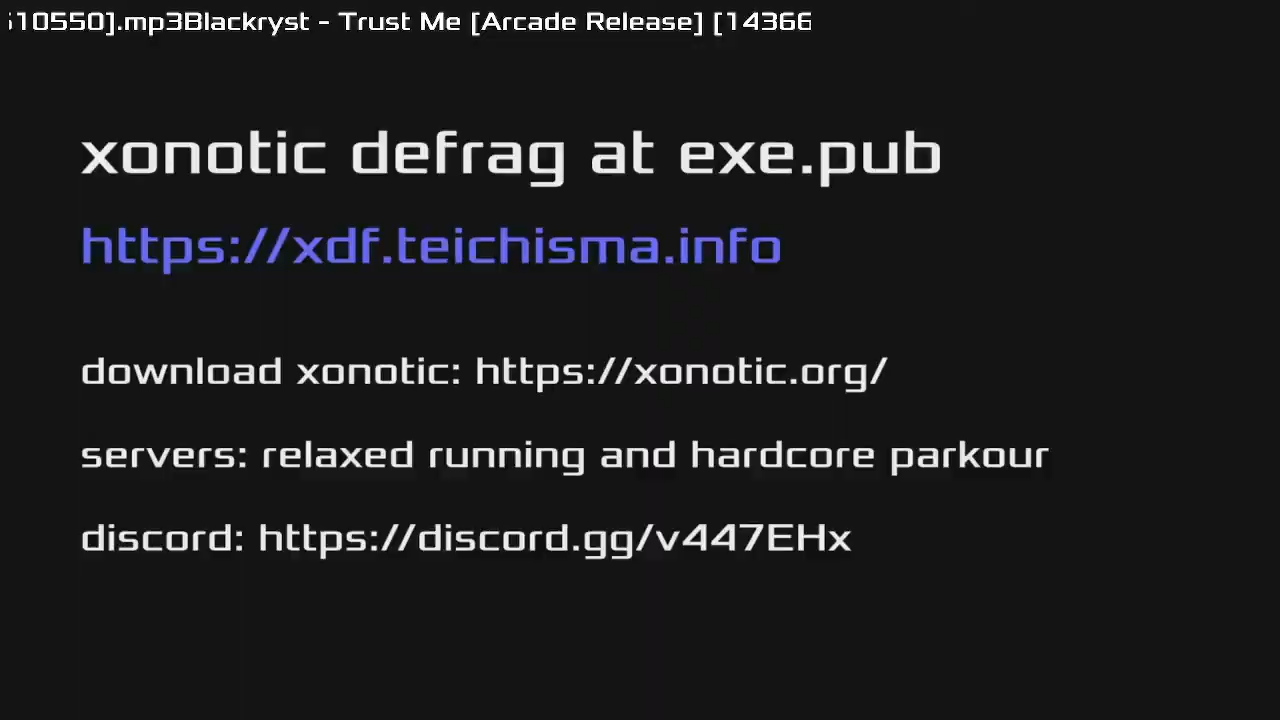 510550].mp3Blackryst - Trust Me [Arcade Release] [14366
xonotic defrag at exe.pub
https://xdf.teichisma.info
download xonotic: https://xonotic.org/
servers: relaxed running and hardcore parkour
discord: https://discord.gg/v447EHx